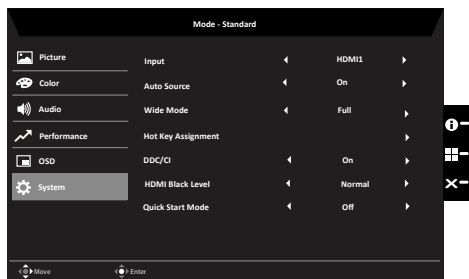 Mode - Standard
Picture
Input HDMI1
Color
Auto Source On
Audio
Wide Mode Full
Performance
Hot Key Assignment
OSD
DDC/CI On
System
HDMI Black Level Normal
Quick Start Mode Off
Move Enter